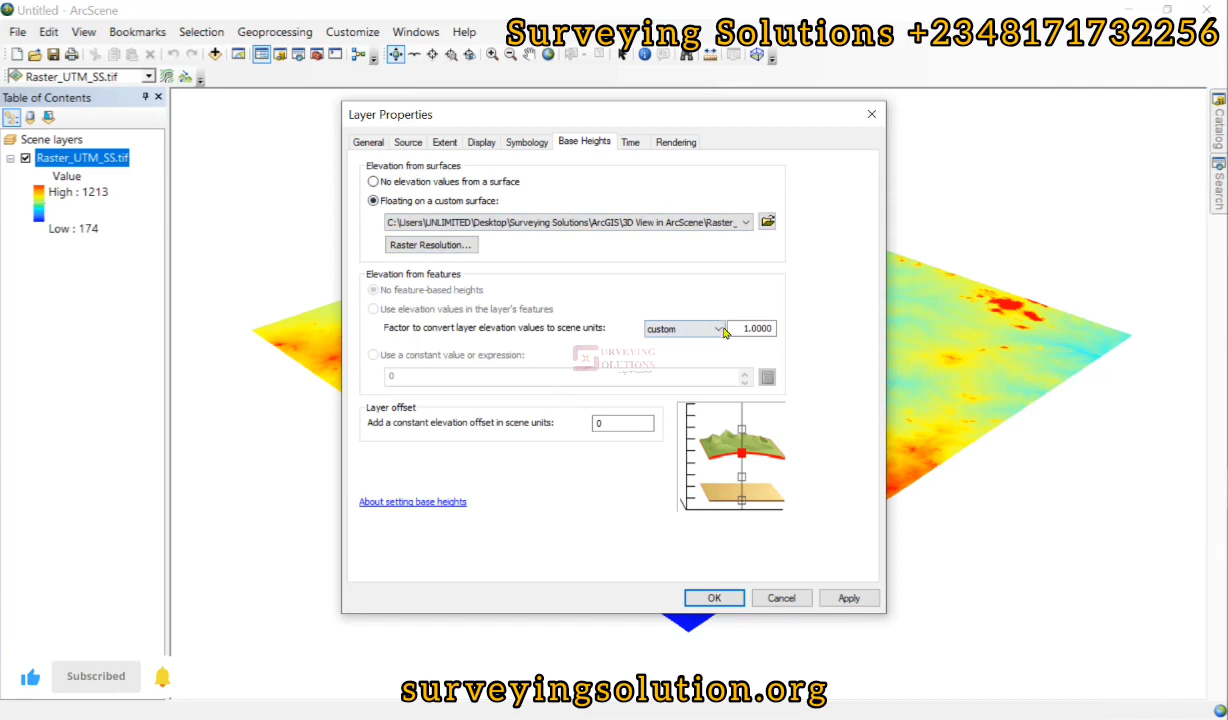 Untitled - ArcScene
Surveying Solutions +2348171732256
File Edit View Bookmarks Selection Geoprocessing Customize Windows Help
Raster_UTM_SS.tif
Table of Contents
Scene layers
Raster_UTM_SS.tif
Value
High : 1213
Low : 174
Layer Properties
General Source Extent Display Symbology Base Heights Time Rendering
Elevation from surfaces
No elevation values from a surface
Floating on a custom surface:
C:\Users\UNLIMITED\Desktop\Surveying Solutions\ArcGIS\3D View in ArcScene\Raster_
Raster Resolution...
Elevation from features
No feature-based heights
Use elevation values in the layer's features
Factor to convert layer elevation values to scene units: custom 1.0000
Use a constant value or expression:
0
SURVEYING
SOLUTIONS
Layer offset
Add a constant elevation offset in scene units: 0
About setting base heights
OK Cancel Apply
Catalog
Search
Subscribed
surveyingsolution.org